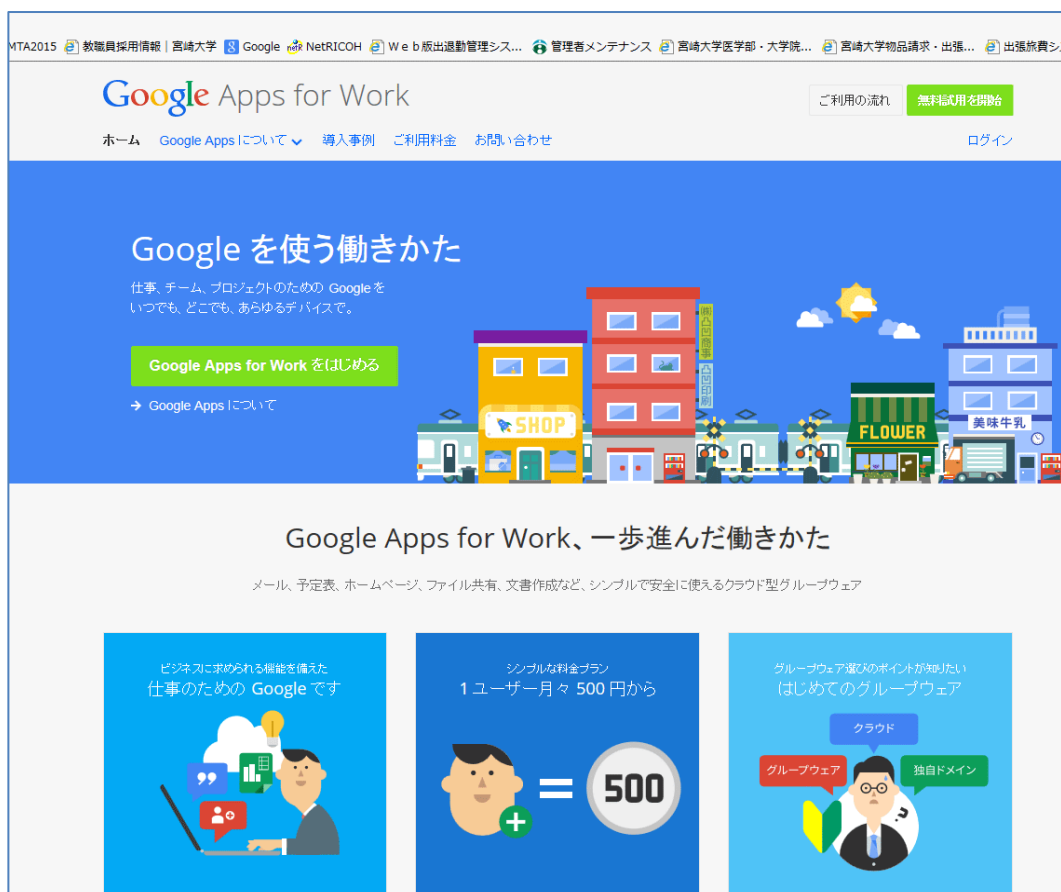 MTA2015 教職員採用情報｜宮崎大学 Google NetRICOH Ｗｅｂ版出退勤管理シス... 管理者メンテナンス 宮崎大学医学部・大学院... 宮崎大学物品請求・出張... 出張旅費シ
Google Apps for Work
ご利用の流れ 無料試用を開始
ホーム Google Apps について 導入事例 ご利用料金 お問い合わせ ログイン
Google を使う働きかた
仕事、チーム、プロジェクトのための Google を
いつでも、どこでも、あらゆるデバイスで。
Google Apps for Work をはじめる
→ Google Apps について
㈱凸凹商事
凸凹印刷
SHOP
FLOWER
美味牛乳
Google Apps for Work、一歩進んだ働きかた
メール、予定表、ホームページ、ファイル共有、文書作成など、シンプルで安全に使えるクラウド型グループウェア
ビジネスに求められる機能を備えた
仕事のための Google です
シンプルな料金プラン
1 ユーザー月々 500 円から
= 500
グループウェア選びのポイントが知りたい
はじめてのグループウェア
クラウド
グループウェア
独自ドメイン